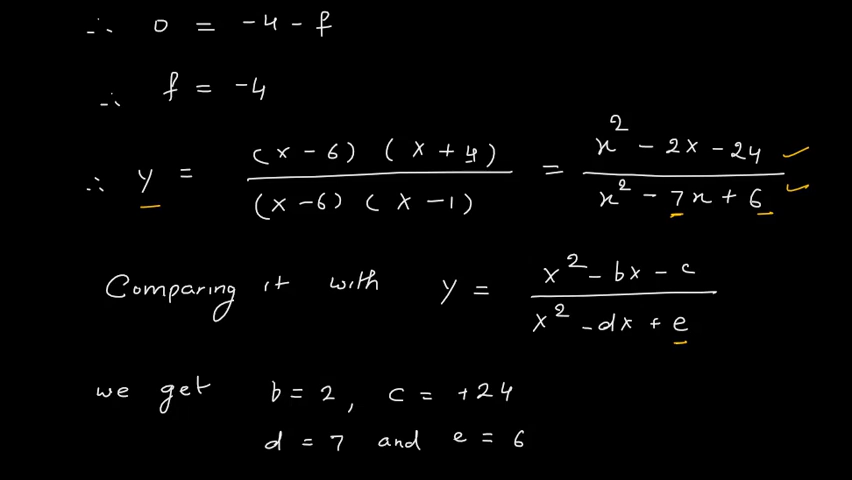 ∴ 0 = -4 - f
∴ f = -4
∴ y = (x-6) (x+4) / (x-6) (x-1) = x² - 2x - 24 / x² - 7x + 6
Comparing it with y = x² - bx - c / x² - dx + e
we get b = 2, c = +24
d = 7 and e = 6